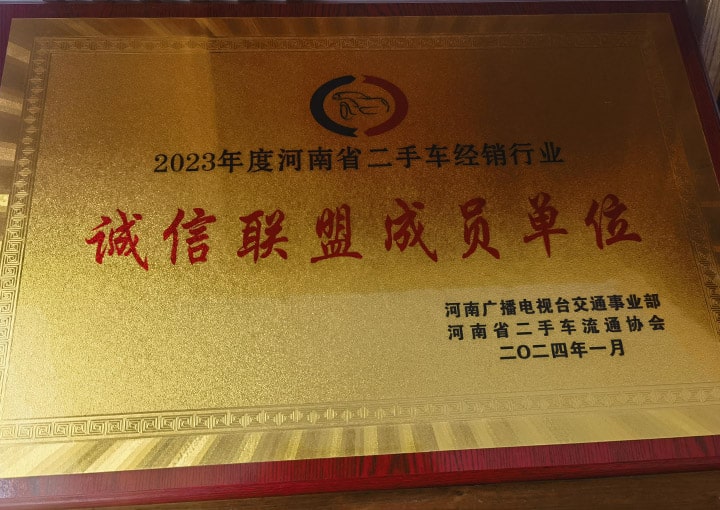 2023年度河南省二手车经销行业
诚信联盟成员单位
河南广播电视台交通事业部
河南省二手车流通协会
二〇二四年一月